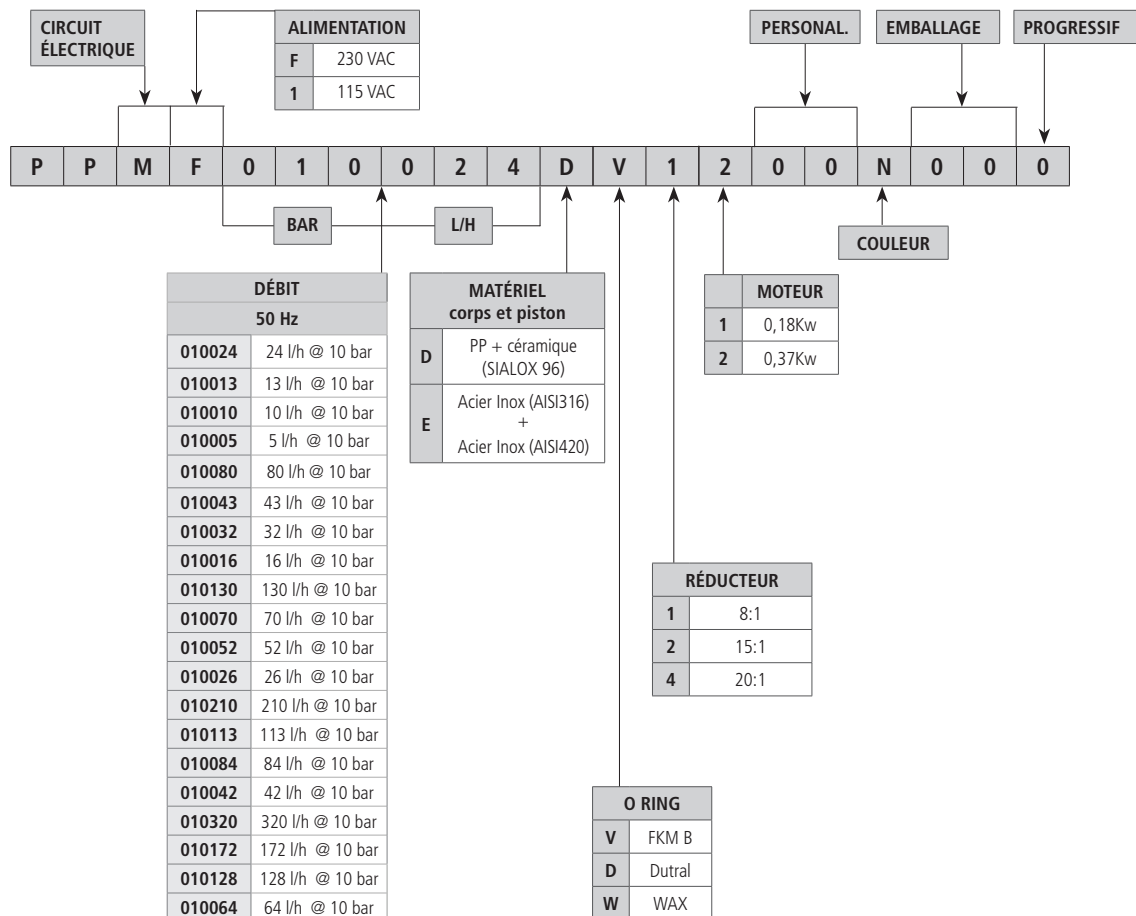 CIRCUIT
ÉLECTRIQUE
ALIMENTATION
F 230 VAC
1 115 VAC
PERSONAL.
EMBALLAGE
PROGRESSIF
P P M F 0 1 0 0 2 4 D V 1 2 0 0 N 0 0 0
BAR
L/H
COULEUR
DÉBIT
50 Hz
010024 24 l/h @ 10 bar
010013 13 l/h @ 10 bar
010010 10 l/h @ 10 bar
010005 5 l/h @ 10 bar
010080 80 l/h @ 10 bar
010043 43 l/h @ 10 bar
010032 32 l/h @ 10 bar
010016 16 l/h @ 10 bar
010130 130 l/h @ 10 bar
010070 70 l/h @ 10 bar
010052 52 l/h @ 10 bar
010026 26 l/h @ 10 bar
010210 210 l/h @ 10 bar
010113 113 l/h @ 10 bar
010084 84 l/h @ 10 bar
010042 42 l/h @ 10 bar
010320 320 l/h @ 10 bar
010172 172 l/h @ 10 bar
010128 128 l/h @ 10 bar
010064 64 l/h @ 10 bar
MATÉRIEL
corps et piston
D PP + céramique
(SIALOX 96)
E Acier Inox (AISI316)
+
Acier Inox (AISI420)
MOTEUR
1 0,18Kw
2 0,37Kw
RÉDUCTEUR
1 8:1
2 15:1
4 20:1
O RING
V FKM B
D Dutral
W WAX